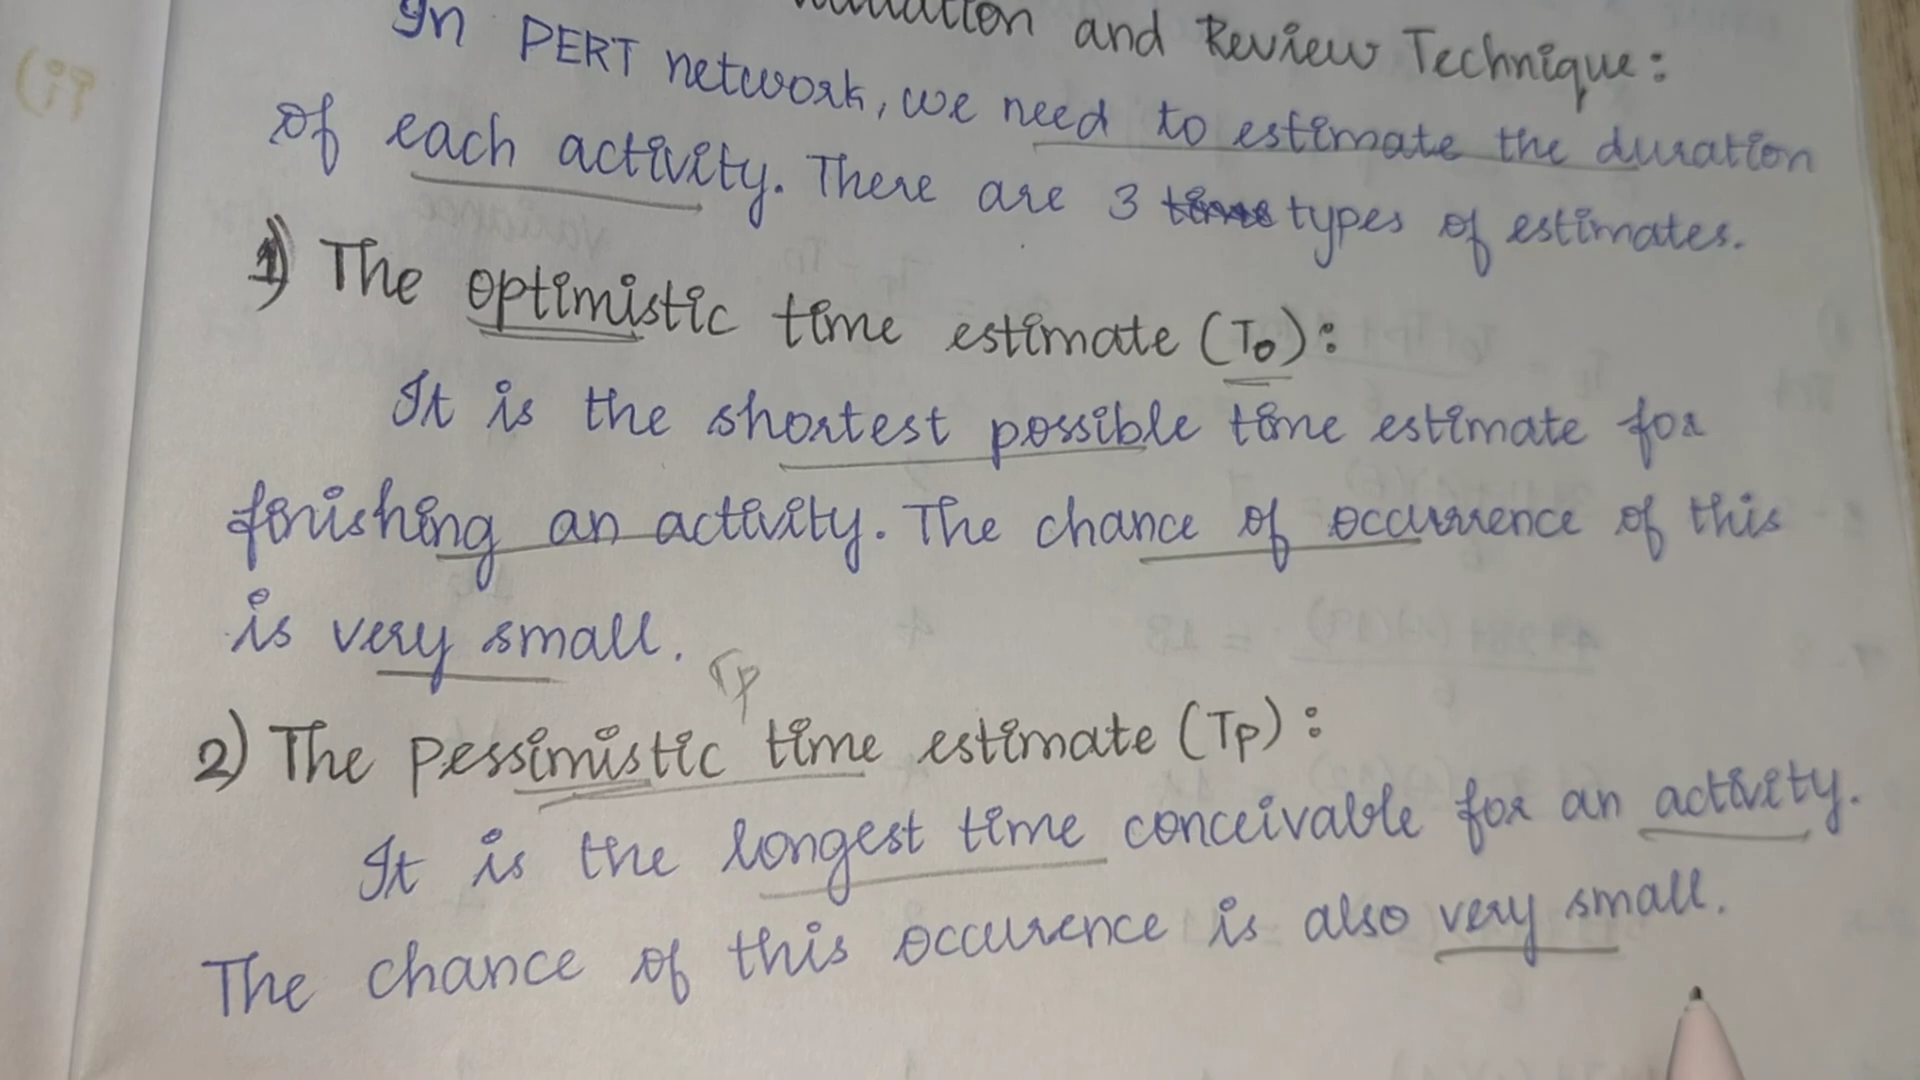 and Review Technique:
In PERT network, we need to estimate the duration
of each activity. There are 3 types of estimates.
1) The optimistic time estimate (To):
It is the shortest possible time estimate for
finishing an activity. The chance of occurrence of this
is very small.
Tp
2) The pessimistic time estimate (Tp):
It is the longest time conceivable for an activity.
The chance of this occurence is also very small.